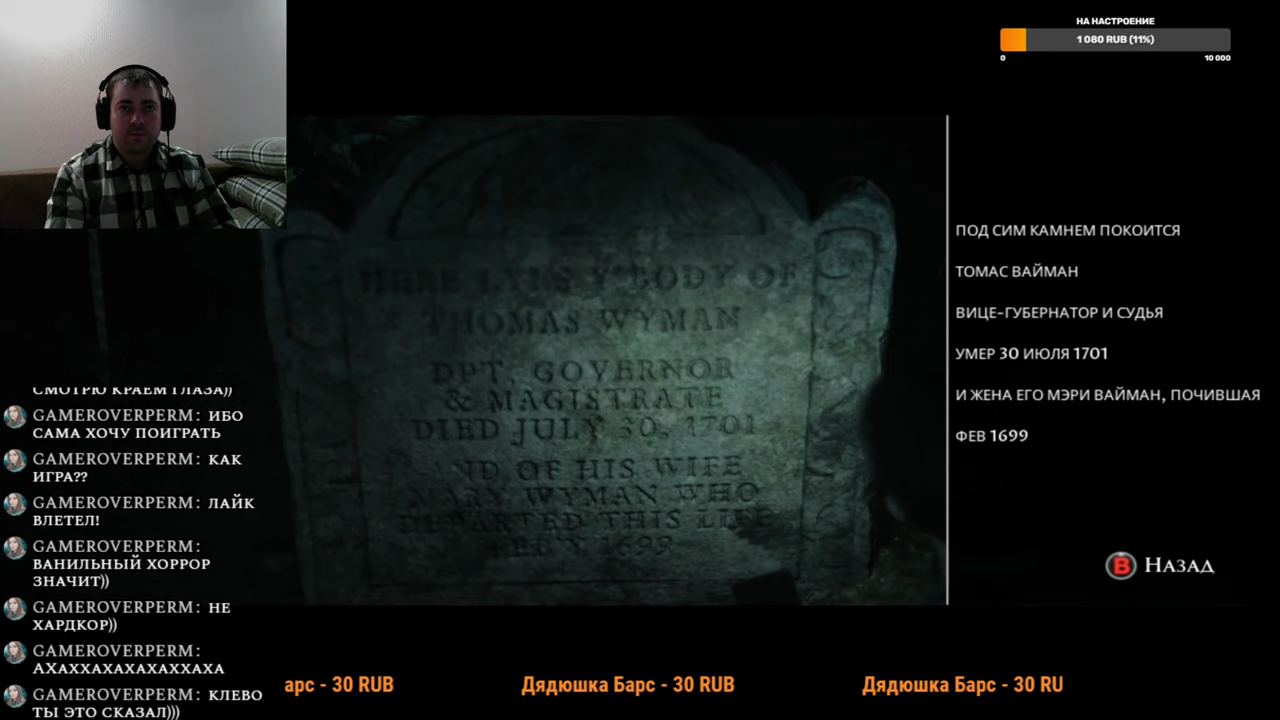 НА НАСТРОЕНИЕ
1 080 RUB (11%)
0
10 000
HERE LYES Y BODY OF
THOMAS WYMAN
DPT. GOVERNOR
& MAGISTRATE
DIED JULY 30, 1701
AND OF HIS WIFE
MARY WYMAN WHO
DEPARTED THIS LIFE
FEB'Y 1699
ПОД СИМ КАМНЕМ ПОКОИТСЯ
ТОМАС ВАЙМАН
ВИЦЕ-ГУБЕРНАТОР И СУДЬЯ
УМЕР 30 ИЮЛЯ 1701
И ЖЕНА ЕГО МЭРИ ВАЙМАН, ПОЧИВШАЯ
ФЕВ 1699
B НАЗАД
СМОТРЮ КРАЕМ ГЛАЗА))
GAMEROVERPERM: ИБО
САМА ХОЧУ ПОИГРАТЬ
GAMEROVERPERM: КАК
ИГРА??
GAMEROVERPERM: ЛАЙК
ВЛЕТЕЛ!
GAMEROVERPERM:
ВАНИЛЬНЫЙ ХОРРОР
ЗНАЧИТ))
GAMEROVERPERM: НЕ
ХАРДКОР))
GAMEROVERPERM:
АХАХХАХАХАХАХХАХА
GAMEROVERPERM: КЛЕВО
ТЫ ЭТО СКАЗАЛ)))
арс - 30 RUB Дядюшка Барс - 30 RUB Дядюшка Барс - 30 RU